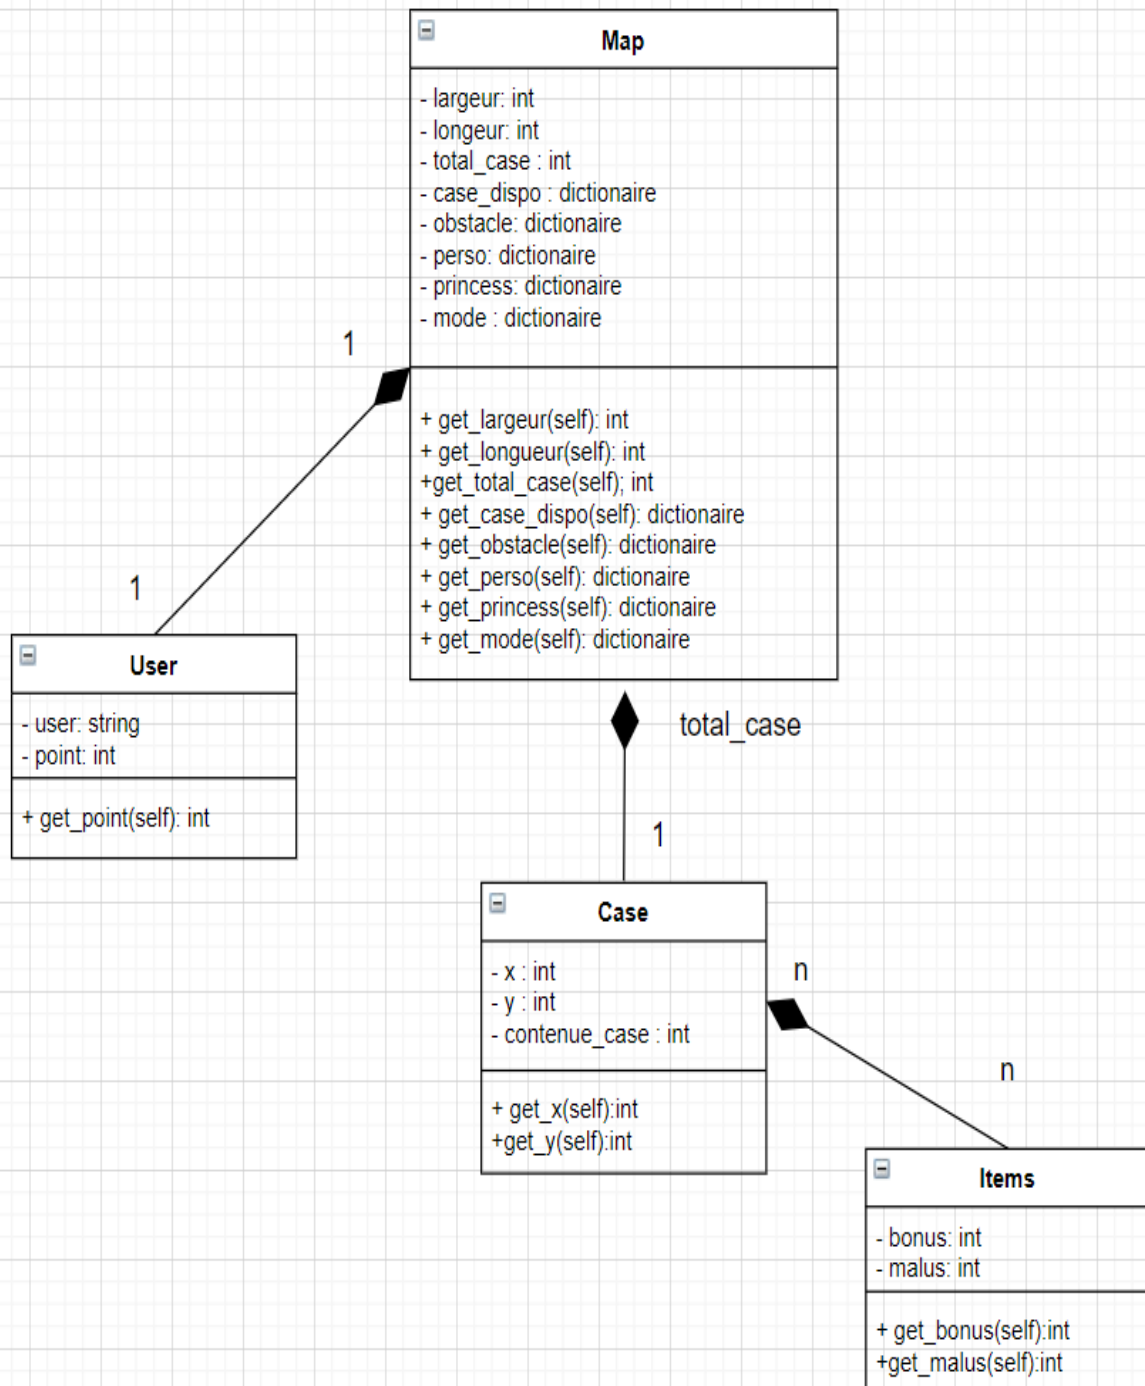 Map
- largeur: int
- longeur: int
- total_case : int
- case_dispo : dictionaire
- obstacle: dictionaire
- perso: dictionaire
- princess: dictionaire
- mode : dictionaire
+ get_largeur(self): int
+ get_longueur(self): int
+get_total_case(self); int
+ get_case_dispo(self): dictionaire
+ get_obstacle(self): dictionaire
+ get_perso(self): dictionaire
+ get_princess(self): dictionaire
+ get_mode(self): dictionaire
1
1
User
- user: string
- point: int
+ get_point(self): int
total_case
1
Case
- x : int
- y : int
- contenue_case : int
+ get_x(self):int
+get_y(self):int
n
n
Items
- bonus: int
- malus: int
+ get_bonus(self):int
+get_malus(self):int